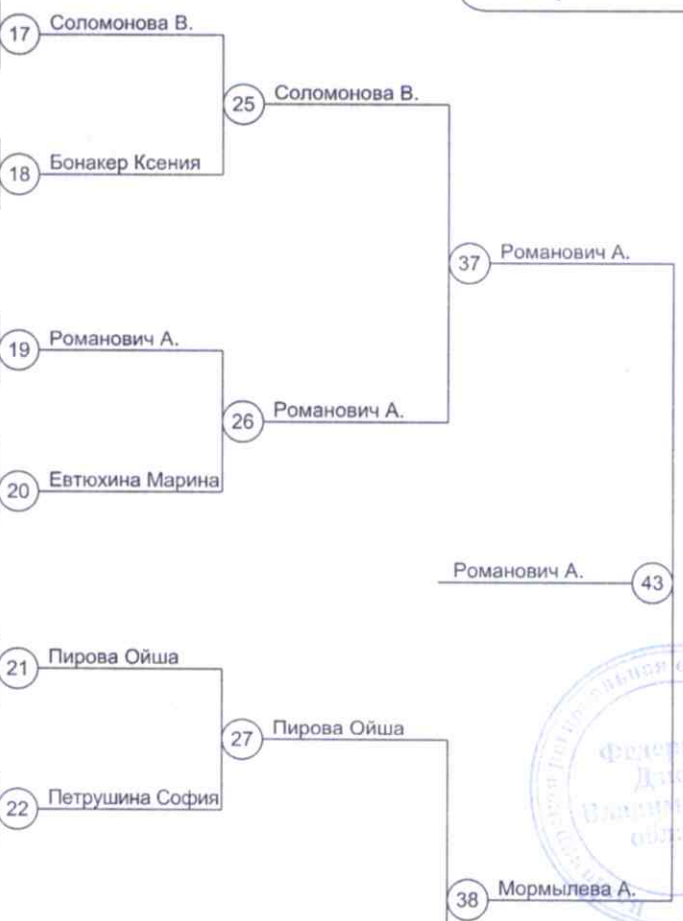 17 Соломонова В.
25 Соломонова В.
18 Бонакер Ксения
37 Романович А.
19 Романович А.
26 Романович А.
20 Евтюхина Марина
Романович А. 43
21 Пирова Ойша
27 Пирова Ойша
22 Петрушина София
38 Мормылева А.